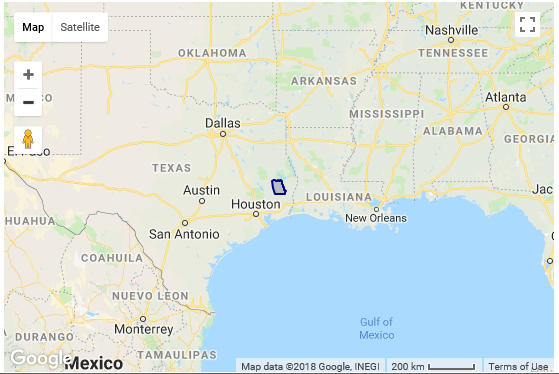 Map
Satellite
KENTUCKY
Nashville
OKLAHOMA
TENNESSEE
ARKANSAS
MISSISSIPPI
Atlanta
Dallas
ALABAMA
GEORGIA
El Paso
TEXAS
Austin
LOUISIANA
Jac
Houston
New Orleans
HUAHUA
San Antonio
COAHUILA
NUEVO LEON
Gulf of
Mexico
Monterrey
DURANGO
TAMAULIPAS
Google
Mexico
Map data ©2018 Google, INEGI
200 km
Terms of Use